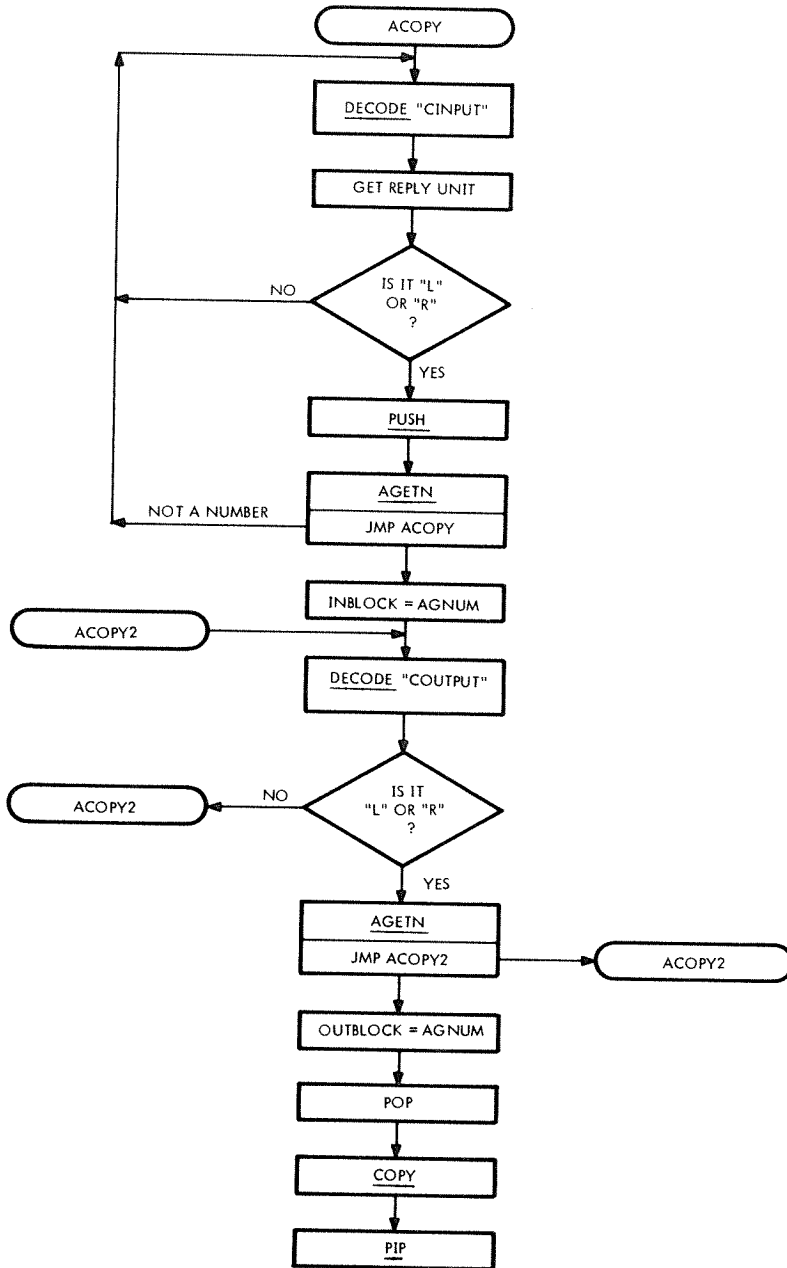 ACOPY
DECODE "CINPUT"
GET REPLY UNIT
IS IT "L"
OR "R"
?
NO
YES
PUSH
AGETN
NOT A NUMBER
JMP ACOPY
INBLOCK = AGNUM
ACOPY2
DECODE "COUTPUT"
IS IT
"L" OR "R"
?
NO
ACOPY2
YES
AGETN
JMP ACOPY2
ACOPY2
OUTBLOCK = AGNUM
POP
COPY
PIP